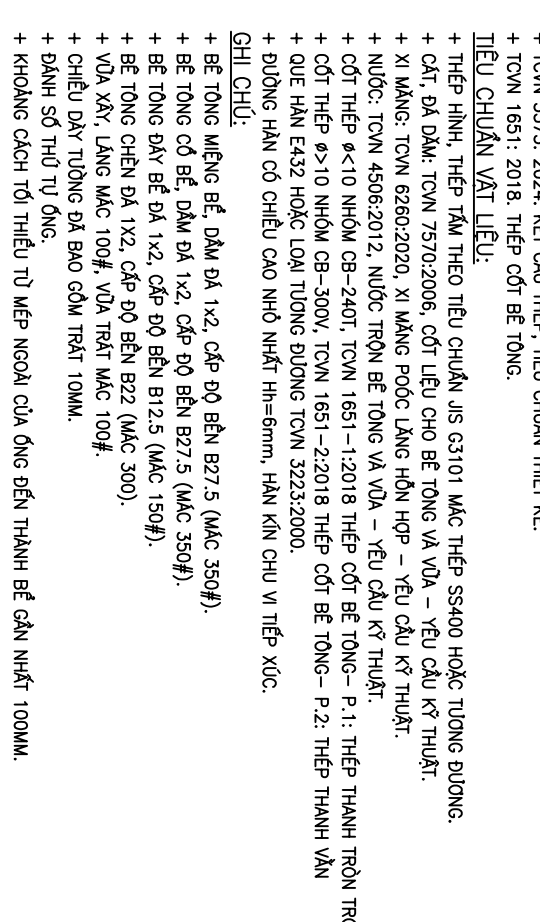 + TCVN 5575: 2024. KẾT CẤU THÉP, TIÊU CHUẨN THIẾT KẾ.
+ TCVN 1651: 2018. THÉP CỐT BÊ TÔNG.
TIÊU CHUẨN VẬT LIỆU:
+ THÉP HÌNH, THÉP TẤM THEO TIÊU CHUẨN JIS G3101 MÁC THÉP SS400 HOẶC TƯƠNG ĐƯƠNG.
+ CÁT, ĐÁ DĂM: TCVN 7570:2006, CỐT LIỆU CHO BÊ TÔNG VÀ VỮA - YÊU CẦU KỸ THUẬT.
+ XI MĂNG: TCVN 6260:2020, XI MĂNG POÓC LĂNG HỖN HỢP - YÊU CẦU KỸ THUẬT.
+ NƯỚC: TCVN 4506:2012, NƯỚC TRỘN BÊ TÔNG VÀ VỮA - YÊU CẦU KỸ THUẬT.
+ CỐT THÉP Ø<10 NHÓM CB-240T, TCVN 1651-1:2018 THÉP CỐT BÊ TÔNG- P.1: THÉP THANH TRÒN
+ CỐT THÉP Ø>10 NHÓM CB-300V, TCVN 1651-2:2018 THÉP CỐT BÊ TÔNG- P.2: THÉP THANH VẰN
+ QUE HÀN E432 HOẶC LOẠI TƯƠNG ĐƯƠNG TCVN 3223:2000.
+ ĐƯỜNG HÀN CÓ CHIỀU CAO NHỎ NHẤT Hh=6mm, HÀN KÍN CHU VI TIẾP XÚC.
GHI CHÚ:
+ BÊ TÔNG MIỆNG BỂ, DẦM ĐÁ 1x2, CẤP ĐỘ BỀN B27.5 (MÁC 350#).
+ BÊ TÔNG CỔ BỂ, DẦM ĐÁ 1x2, CẤP ĐỘ BỀN B27.5 (MÁC 350#).
+ BÊ TÔNG ĐÁY BỂ ĐÁ 1x2, CẤP ĐỘ BỀN B12.5 (MÁC 150#).
+ BÊ TÔNG CHÈN ĐÁ 1X2, CẤP ĐỘ BỀN B22 (MÁC 300).
+ VỮA XÂY, LÁNG MÁC 100#, VỮA TRÁT MÁC 100#.
+ CHIỀU DÀY TƯỜNG ĐÃ BAO GỒM TRÁT 10MM.
+ ĐÁNH SỐ THỨ TỰ ỐNG.
+ KHOẢNG CÁCH TỐI THIỂU TỪ MÉP NGOÀI CỦA ỐNG ĐẾN THÀNH BỂ GẦN NHẤT 100MM.